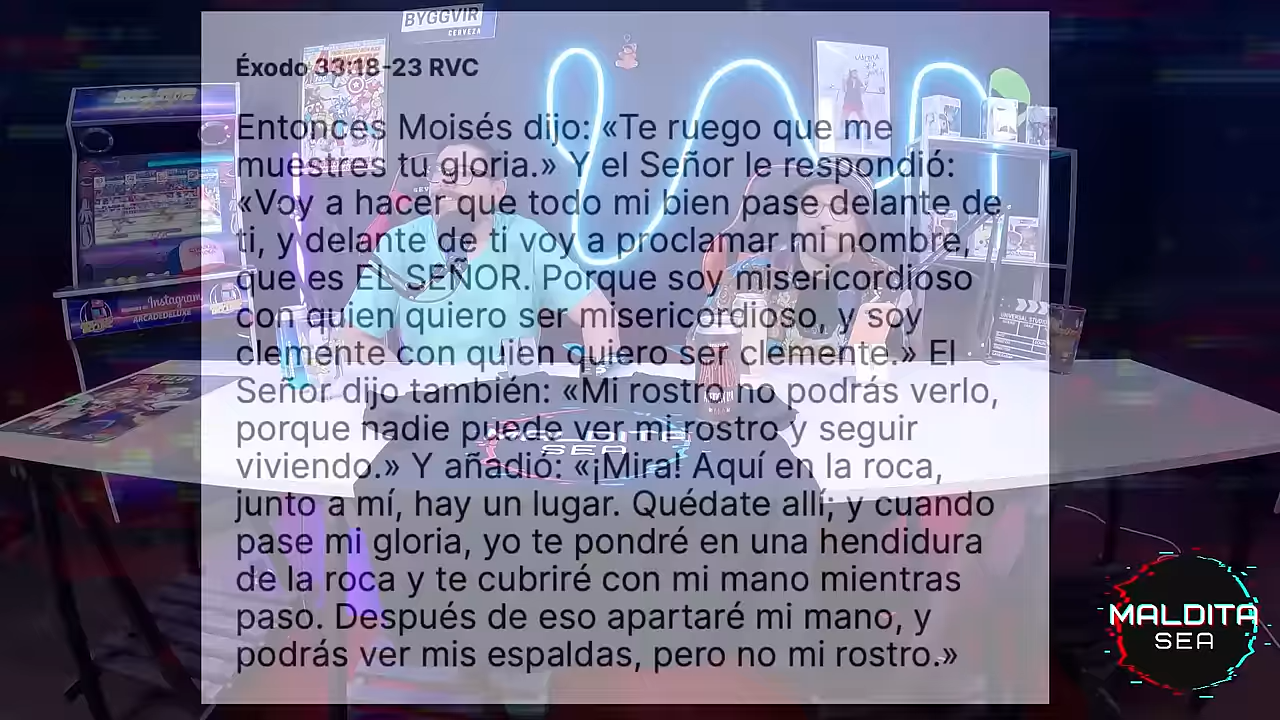 BYGGVIR
CERVEZA
Éxodo 33:18-23 RVC
Entonces Moisés dijo: «Te ruego que me
muestres tu gloria.» Y el Señor le respondió:
«Voy a hacer que todo mi bien pase delante de
ti, y delante de ti voy a proclamar mi nombre,
que es EL SEÑOR. Porque soy misericordioso
con quien quiero ser misericordioso, y soy
clemente con quien quiero ser clemente.» El
Señor dijo también: «Mi rostro no podrás verlo,
porque nadie puede ver mi rostro y seguir
viviendo.» Y añadió: «¡Mira! Aquí en la roca,
junto a mí, hay un lugar. Quédate allí; y cuando
pase mi gloria, yo te pondré en una hendidura
de la roca y te cubriré con mi mano mientras
paso. Después de eso apartaré mi mano, y
podrás ver mis espaldas, pero no mi rostro.»
Instagram
ARCADEDELUXE
MALDITA
SEA
MALDITA
SEA